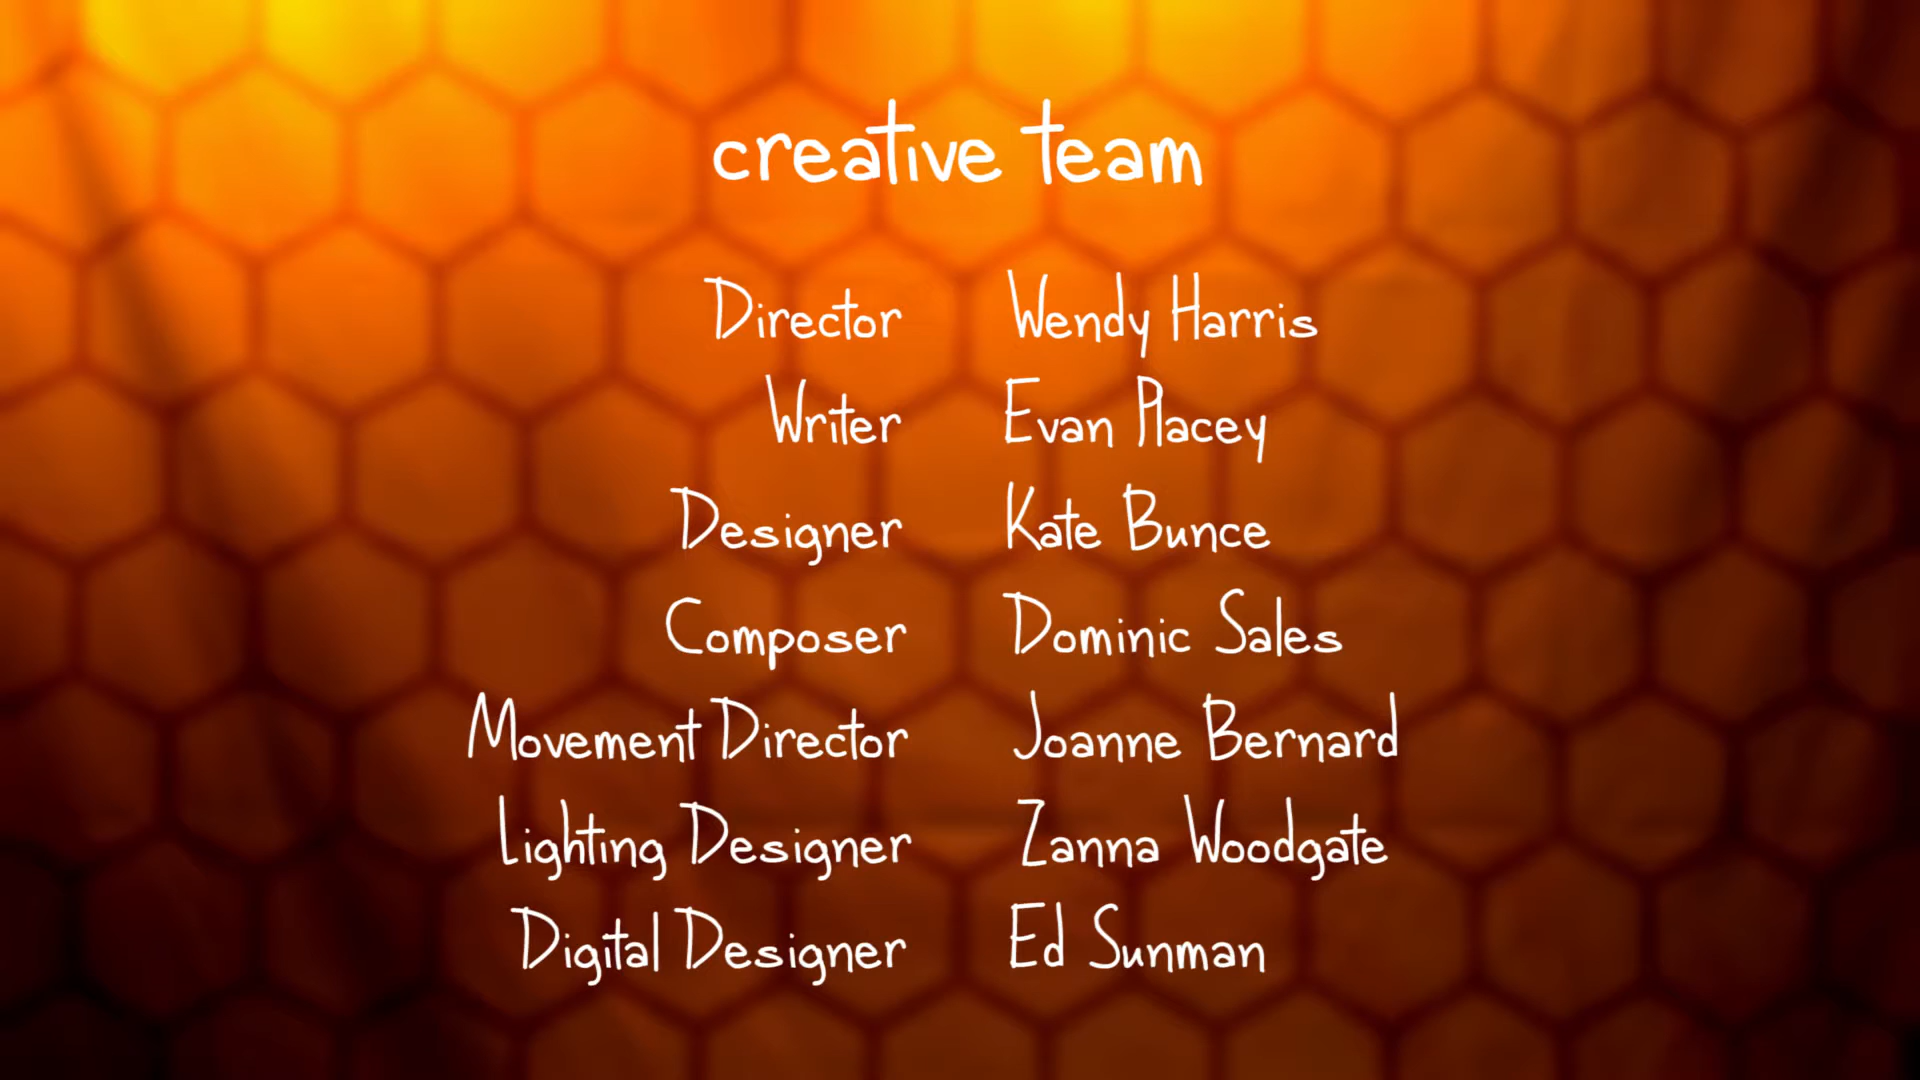 creative team
Director Wendy Harris
Writer Evan Placey
Designer Kate Bunce
Composer Dominic Sales
Movement Director Joanne Bernard
Lighting Designer Zanna Woodgate
Digital Designer Ed Sunman